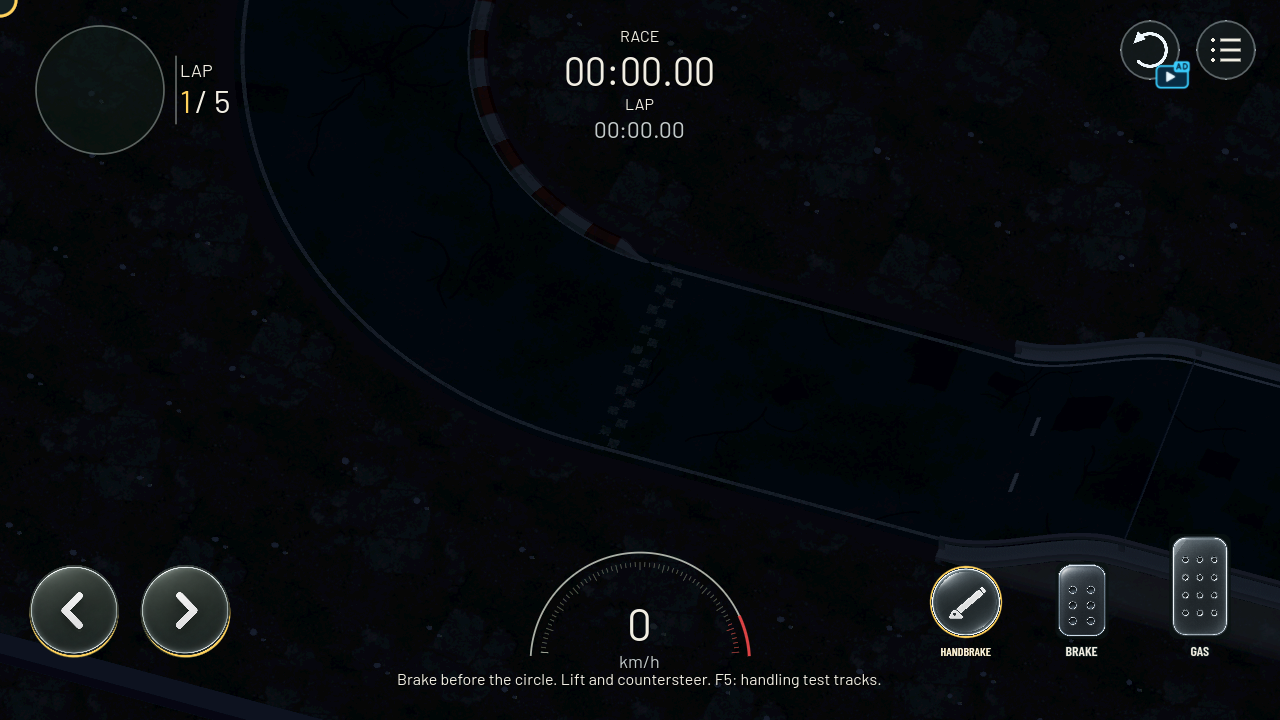 RACE
00:00.00
LAP
00:00.00
LAP
1 / 5
AD
0
km/h
HANDBRAKE
BRAKE
GAS
Brake before the circle. Lift and countersteer. F5: handling test tracks.